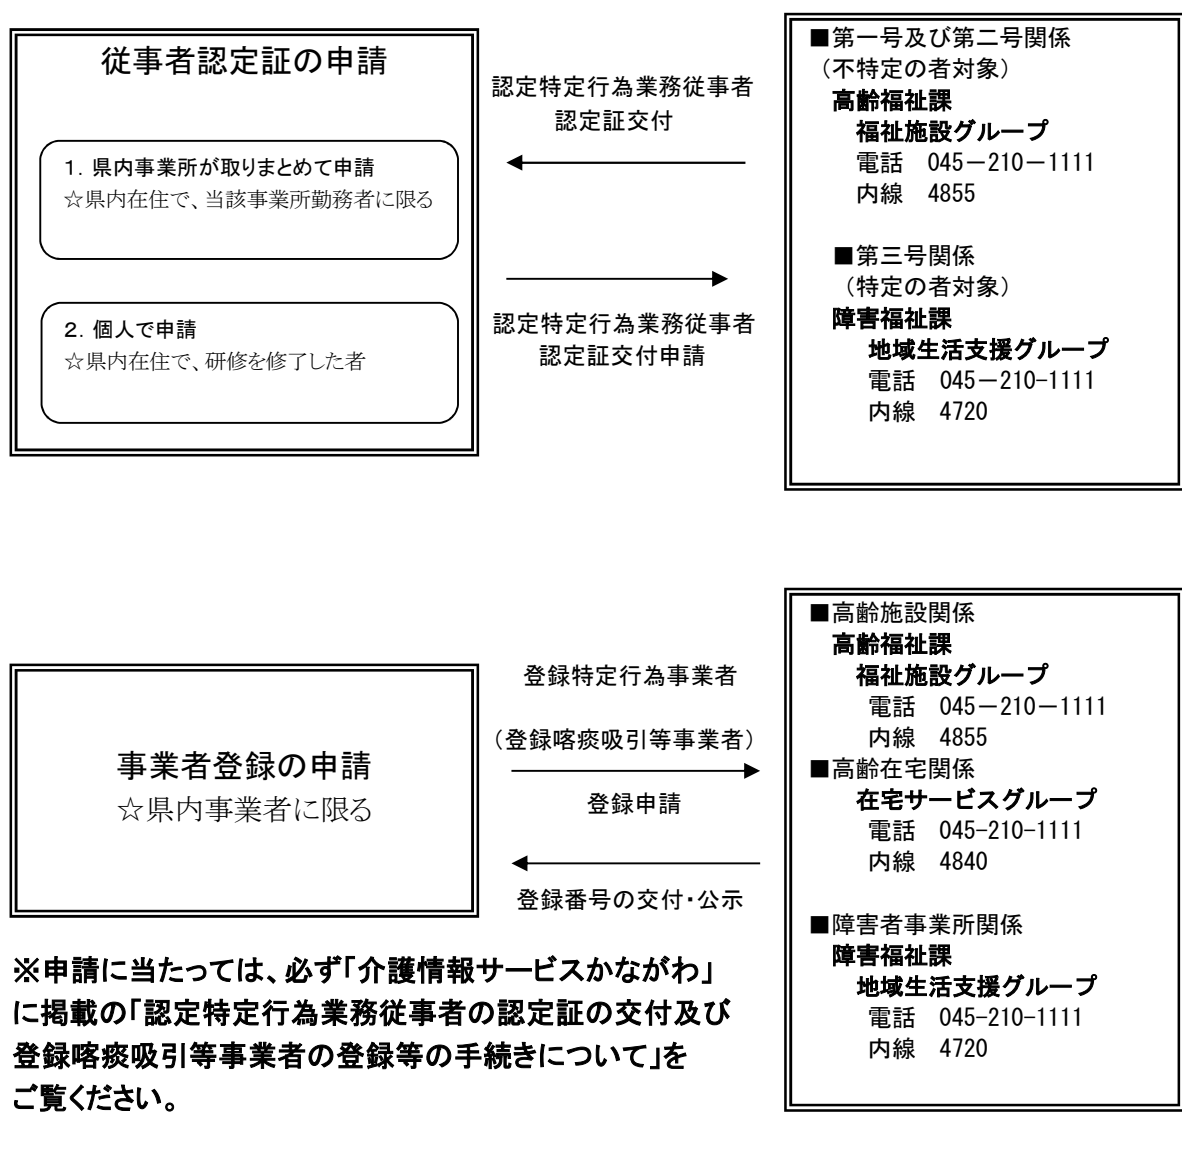 従事者認定証の申請
1. 県内事業所が取りまとめて申請
☆県内在住で、当該事業所勤務者に限る
2. 個人で申請
☆県内在住で、研修を修了した者
認定特定行為業務従事者
認定証交付
認定特定行為業務従事者
認定証交付申請
■第一号及び第二号関係
（不特定の者対象）
高齢福祉課
福祉施設グループ
電話　045－210－1111
内線　4855
■第三号関係
（特定の者対象）
障害福祉課
地域生活支援グループ
電話　045－210-1111
内線　4720
事業者登録の申請
☆県内事業者に限る
登録特定行為事業者
（登録喀痰吸引等事業者）
登録申請
登録番号の交付・公示
■高齢施設関係
高齢福祉課
福祉施設グループ
電話　045－210－1111
内線　4855
■高齢在宅関係
在宅サービスグループ
電話　045-210-1111
内線　4840
■障害者事業所関係
障害福祉課
地域生活支援グループ
電話　045-210-1111
内線　4720
※申請に当たっては、必ず「介護情報サービスかながわ」
に掲載の「認定特定行為業務従事者の認定証の交付及び
登録喀痰吸引等事業者の登録等の手続きについて」を
ご覧ください。